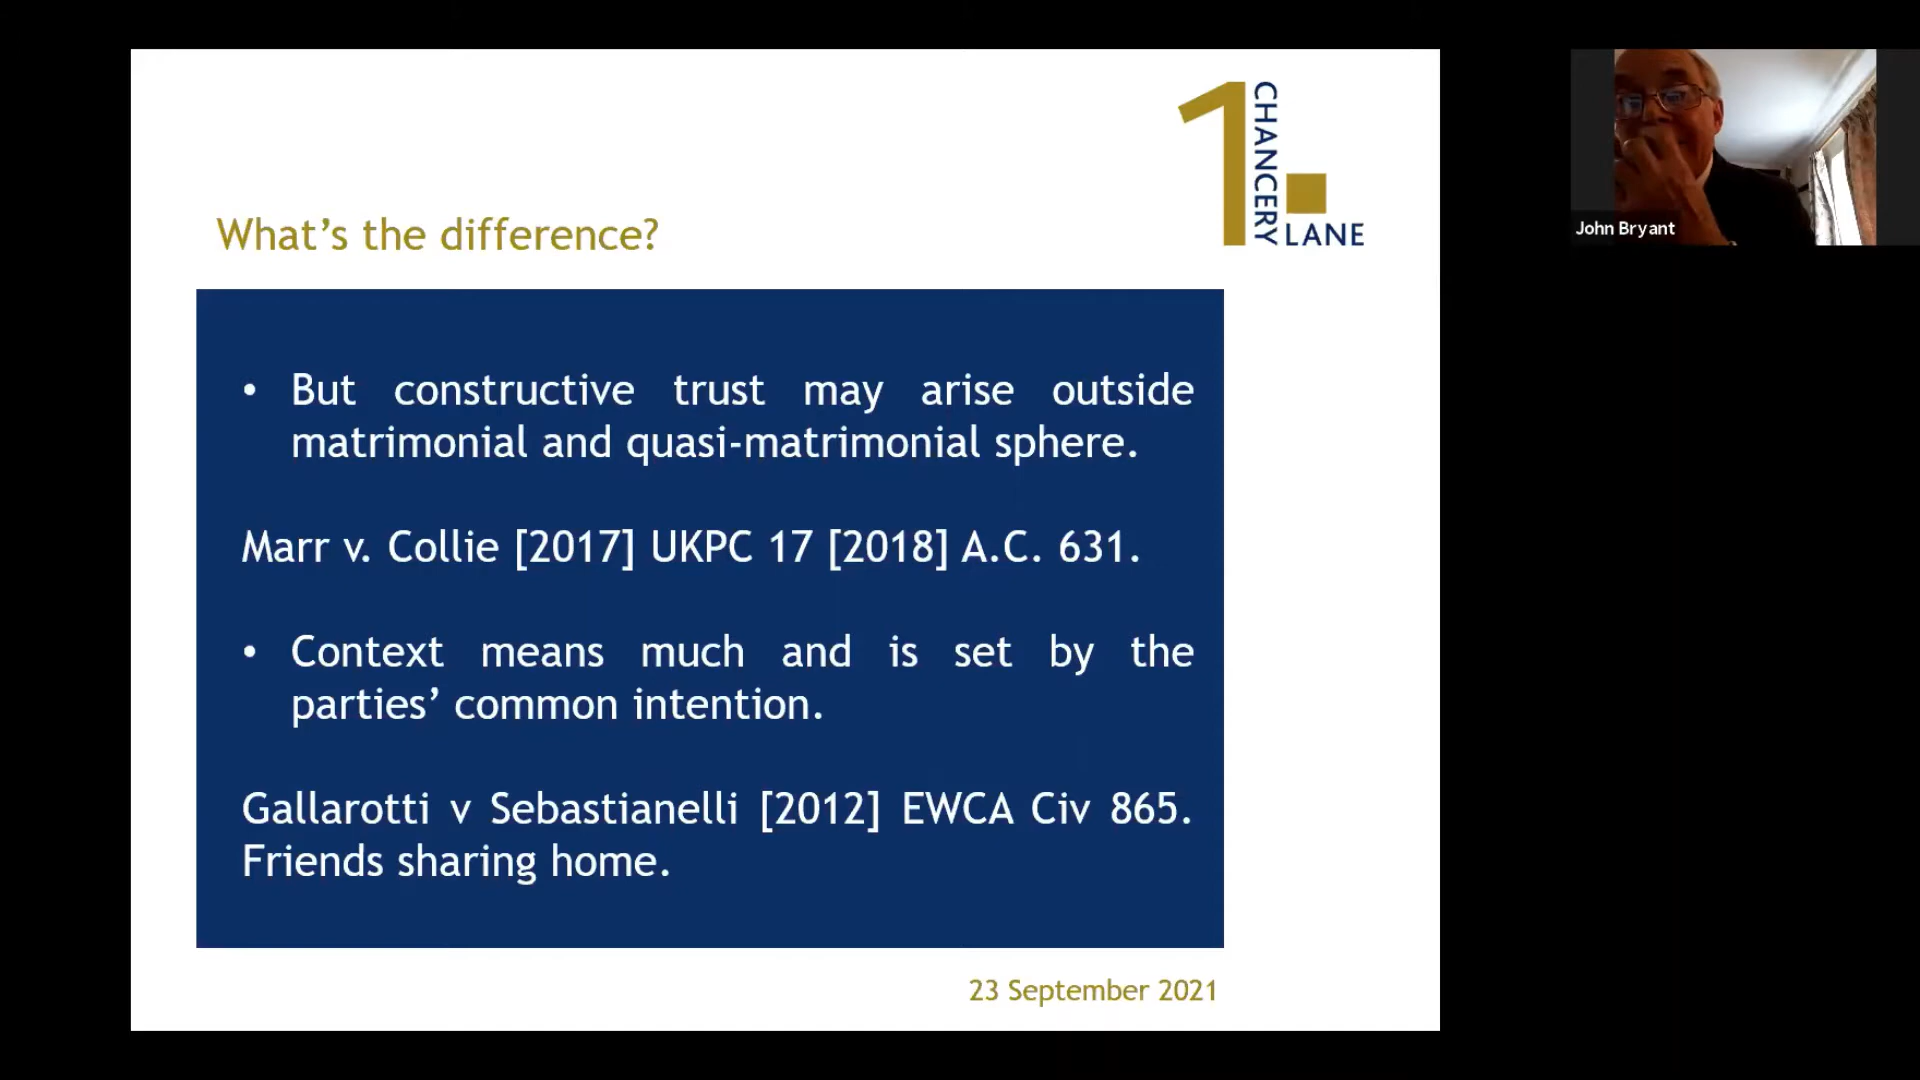 1 CHANCERY LANE
What's the difference?
• But constructive trust may arise outside
matrimonial and quasi-matrimonial sphere.
Marr v. Collie [2017] UKPC 17 [2018] A.C. 631.
• Context means much and is set by the
parties' common intention.
Gallarotti v Sebastianelli [2012] EWCA Civ 865.
Friends sharing home.
23 September 2021
John Bryant